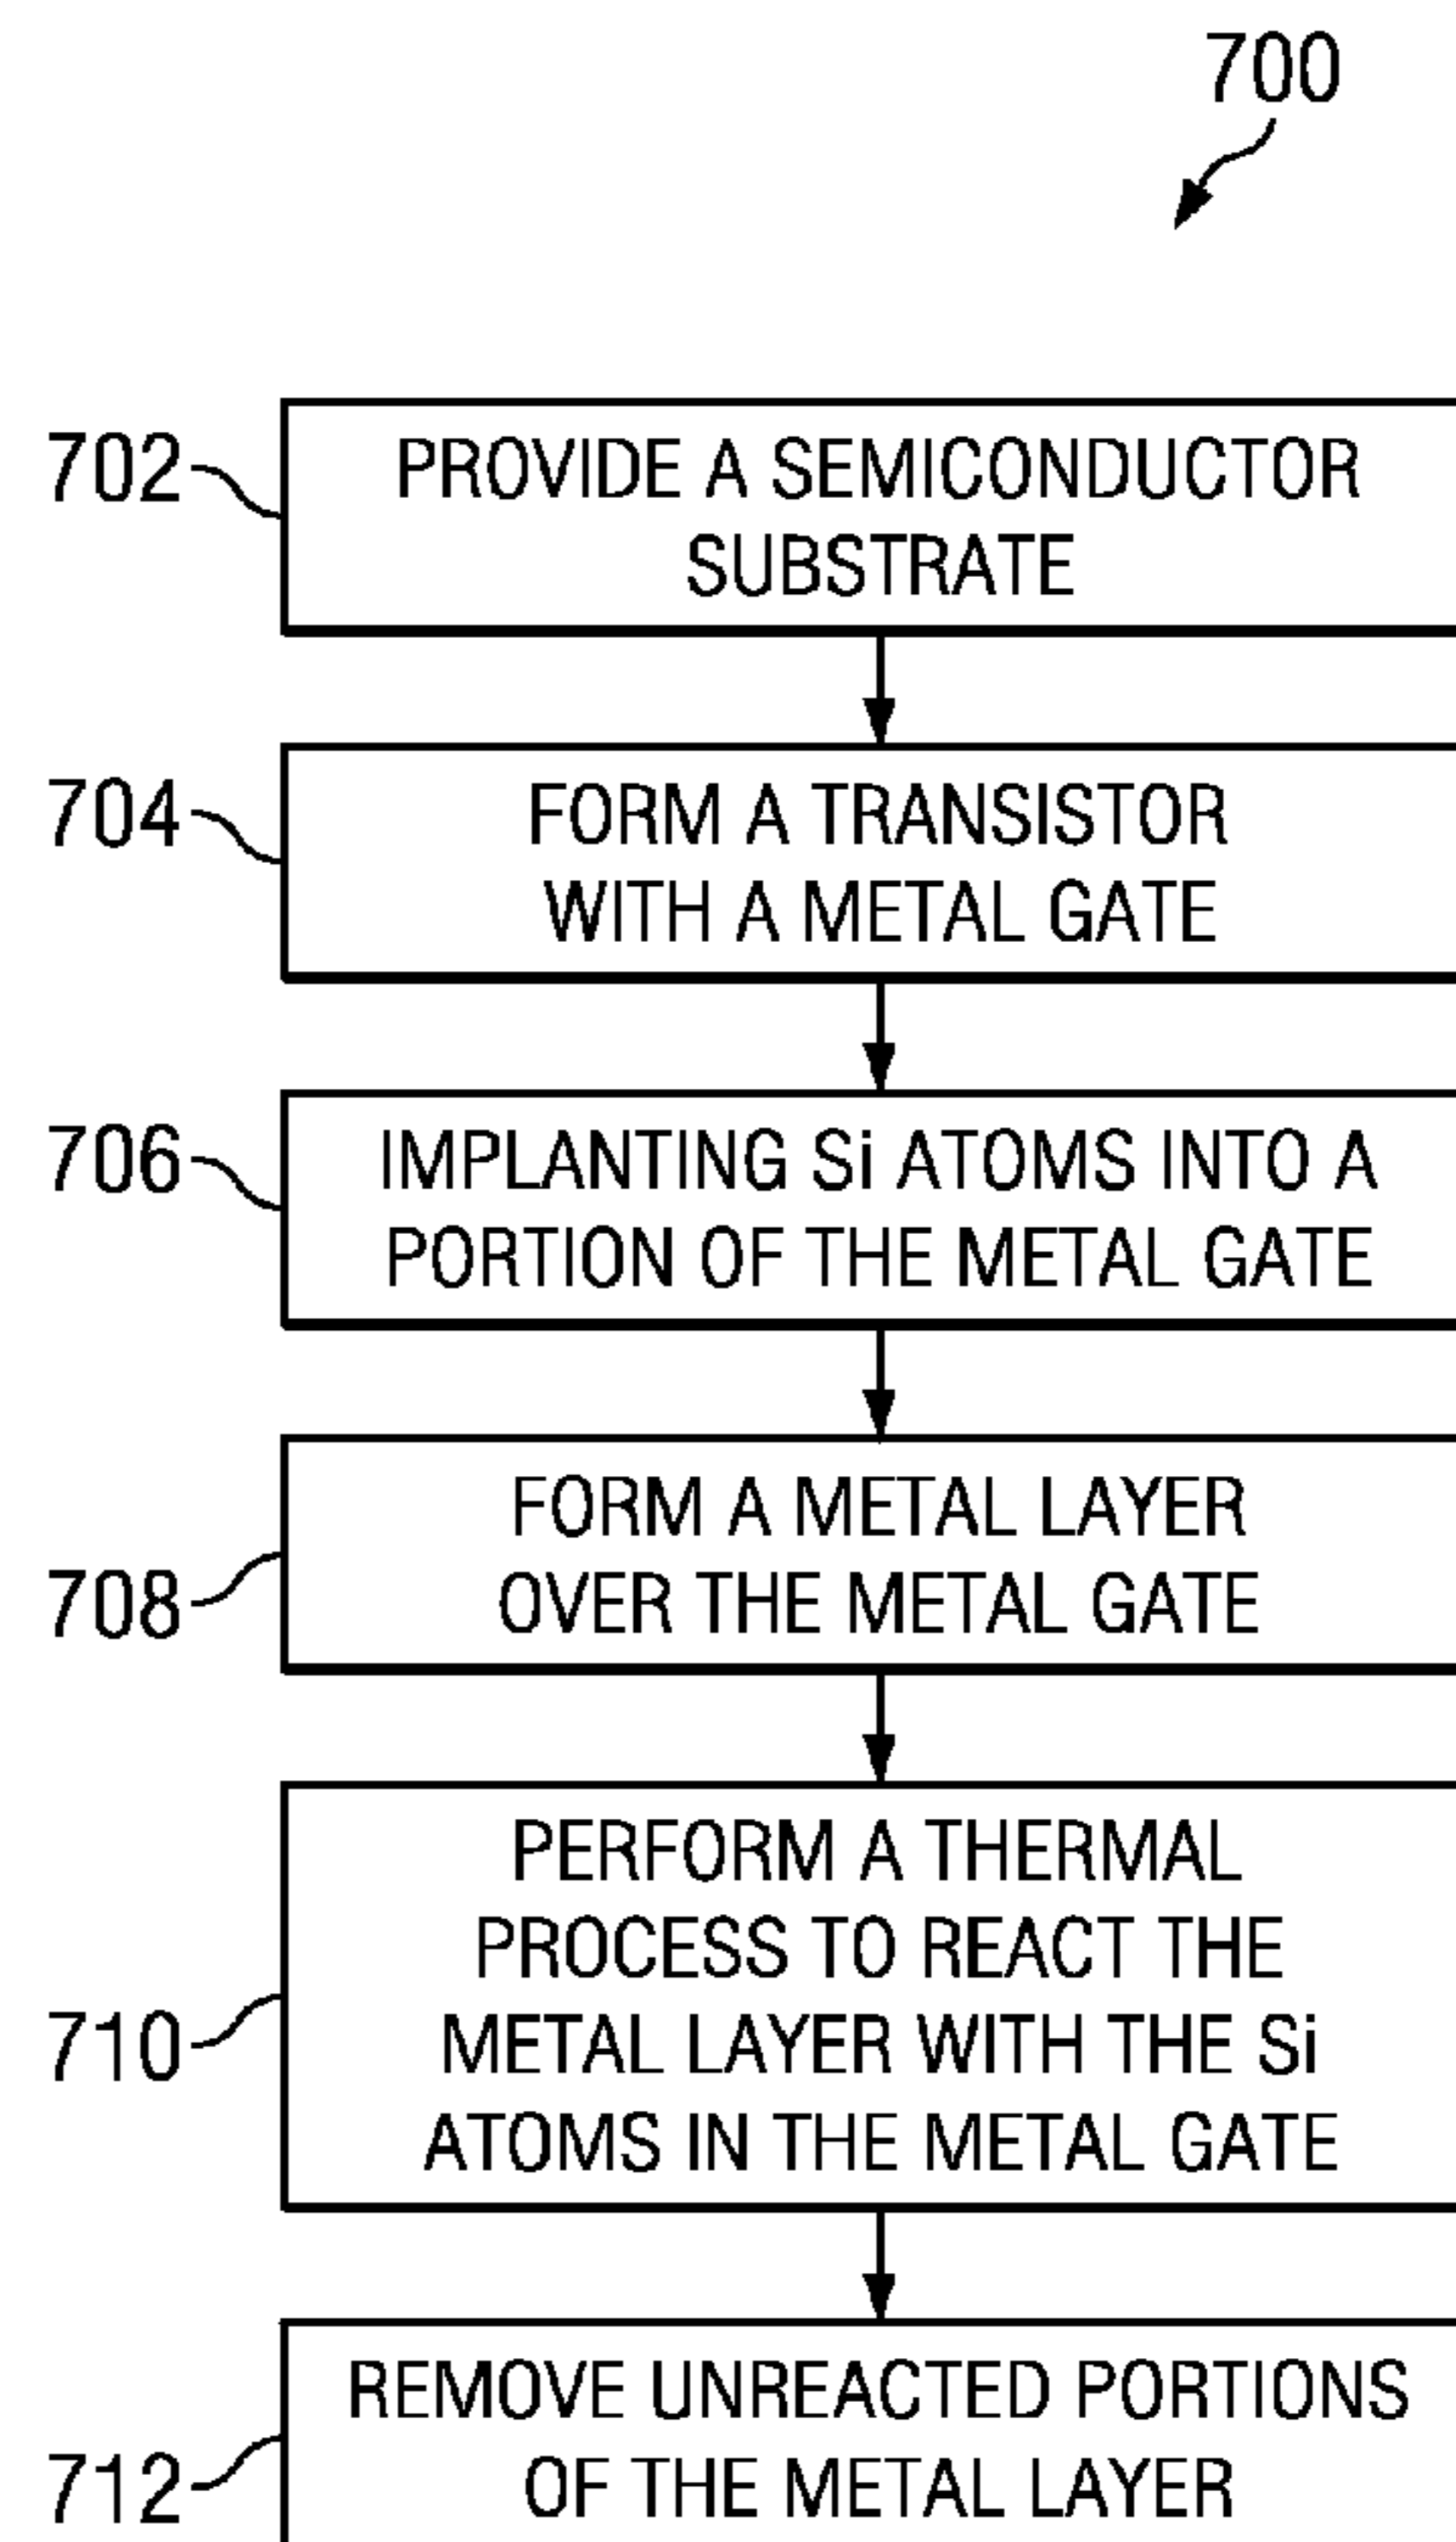 700
702
PROVIDE A SEMICONDUCTOR
SUBSTRATE
704
FORM A TRANSISTOR
WITH A METAL GATE
706
IMPLANTING Si ATOMS INTO A
PORTION OF THE METAL GATE
708
FORM A METAL LAYER
OVER THE METAL GATE
710
PERFORM A THERMAL
PROCESS TO REACT THE
METAL LAYER WITH THE Si
ATOMS IN THE METAL GATE
712
REMOVE UNREACTED PORTIONS
OF THE METAL LAYER